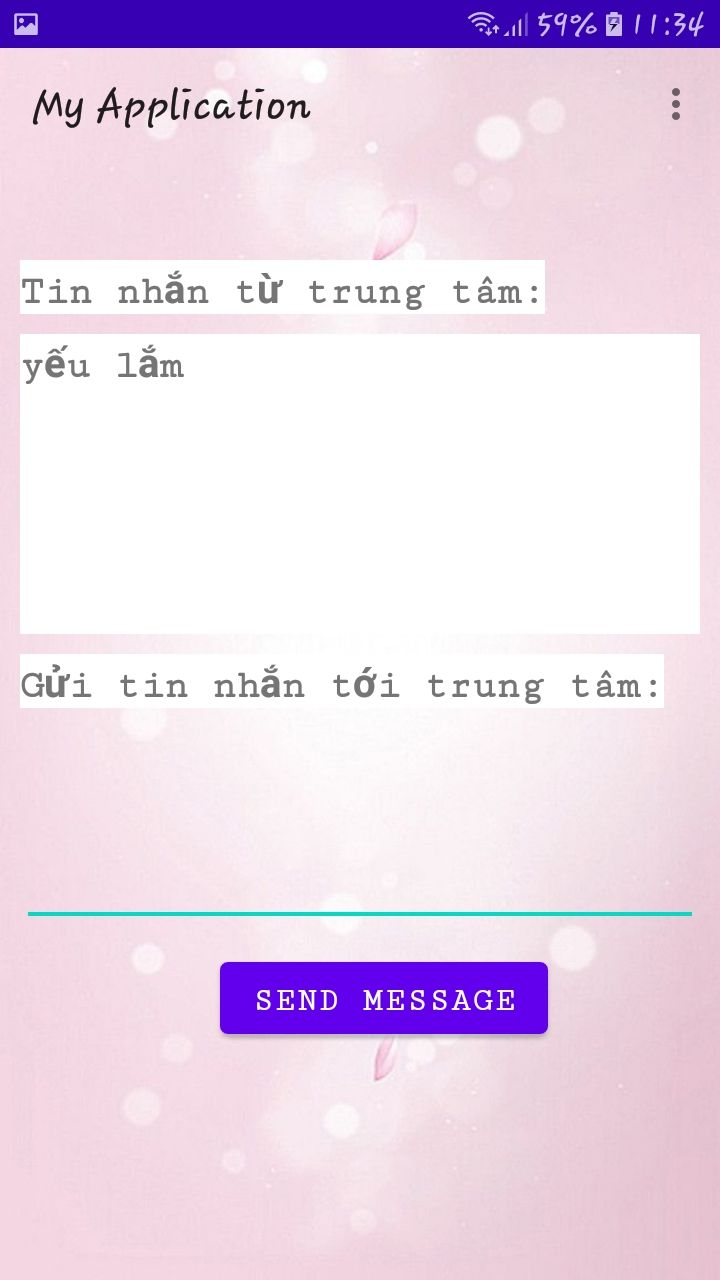 59% 11:34
My Application
Tin nhắn từ trung tâm:
yếu lắm
Gửi tin nhắn tới trung tâm:
SEND MESSAGE